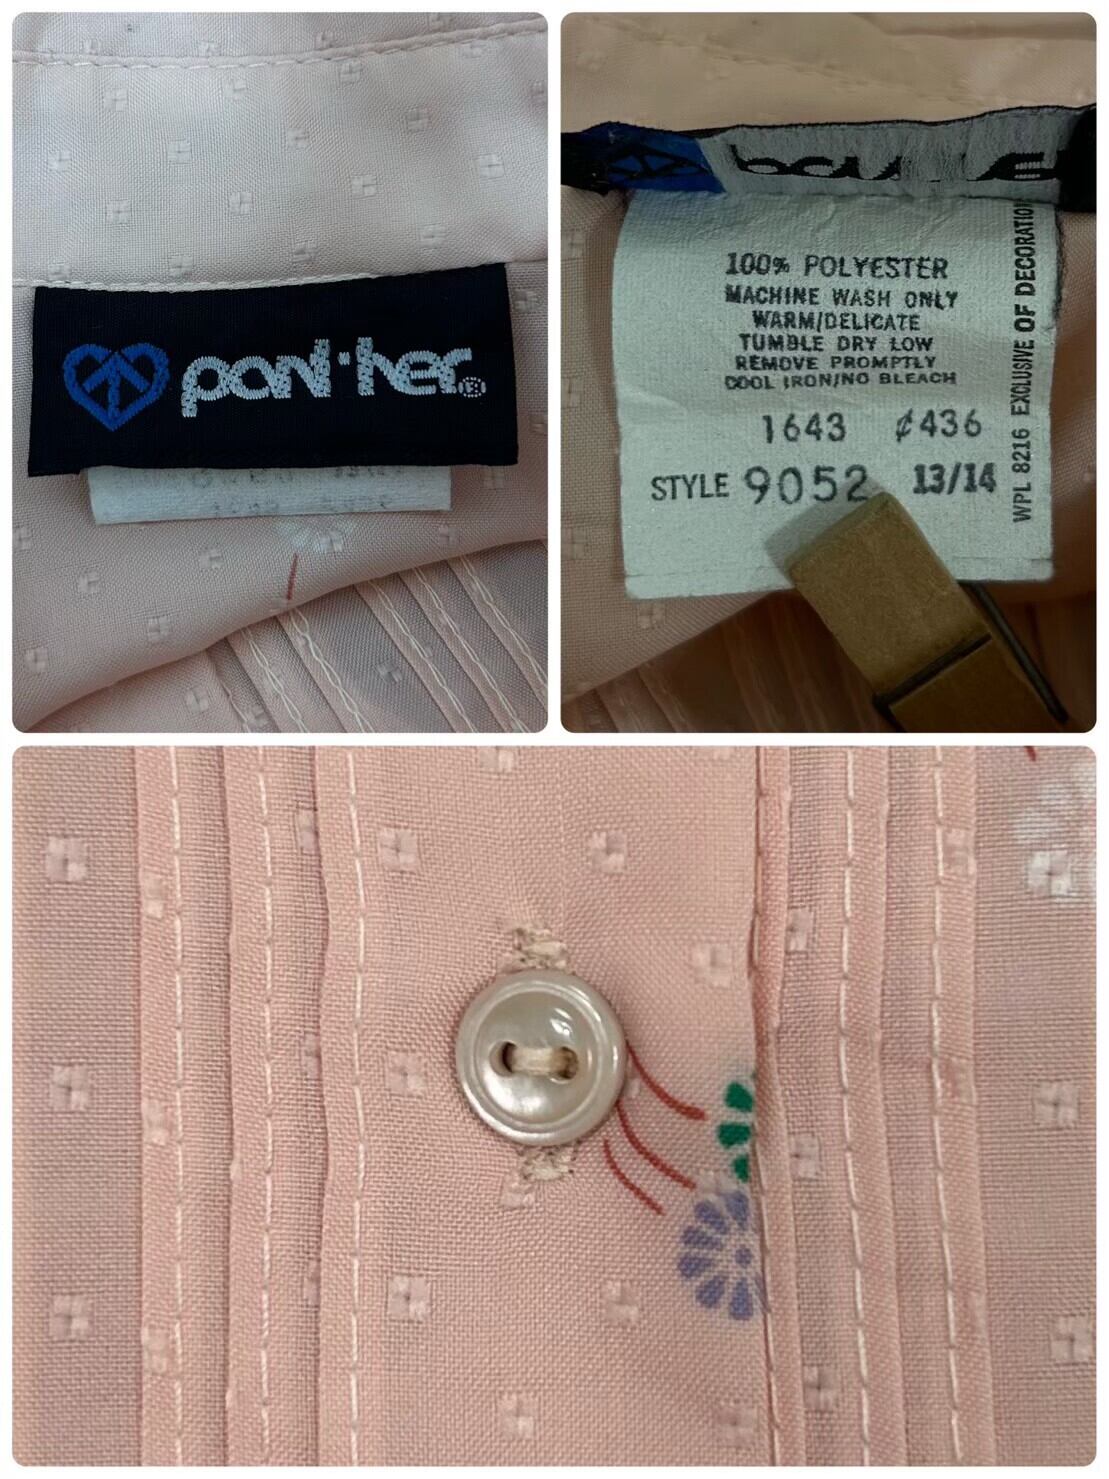 pant·her®
100% POLYESTER
MACHINE WASH ONLY
WARM/DELICATE
TUMBLE DRY LOW
REMOVE PROMPTLY
COOL IRON/NO BLEACH
1643 ¢436
STYLE 9052 13/14
WPL 8216 EXCLUSIVE OF DECORATION